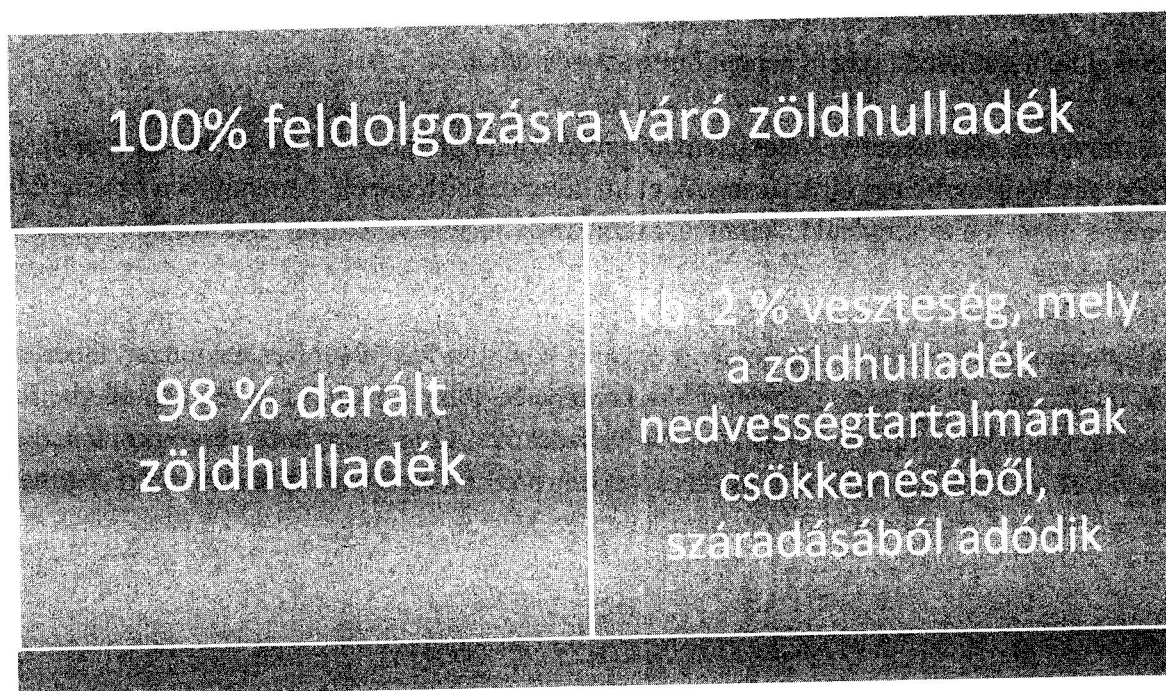 100% feldolgozásra váró zöldhulladék
98 % darált
zöldhulladék
kb. 2 % veszteség, mely
a zöldhulladék
nedvességtartalmának
csökkenéséből,
száradásából adódik